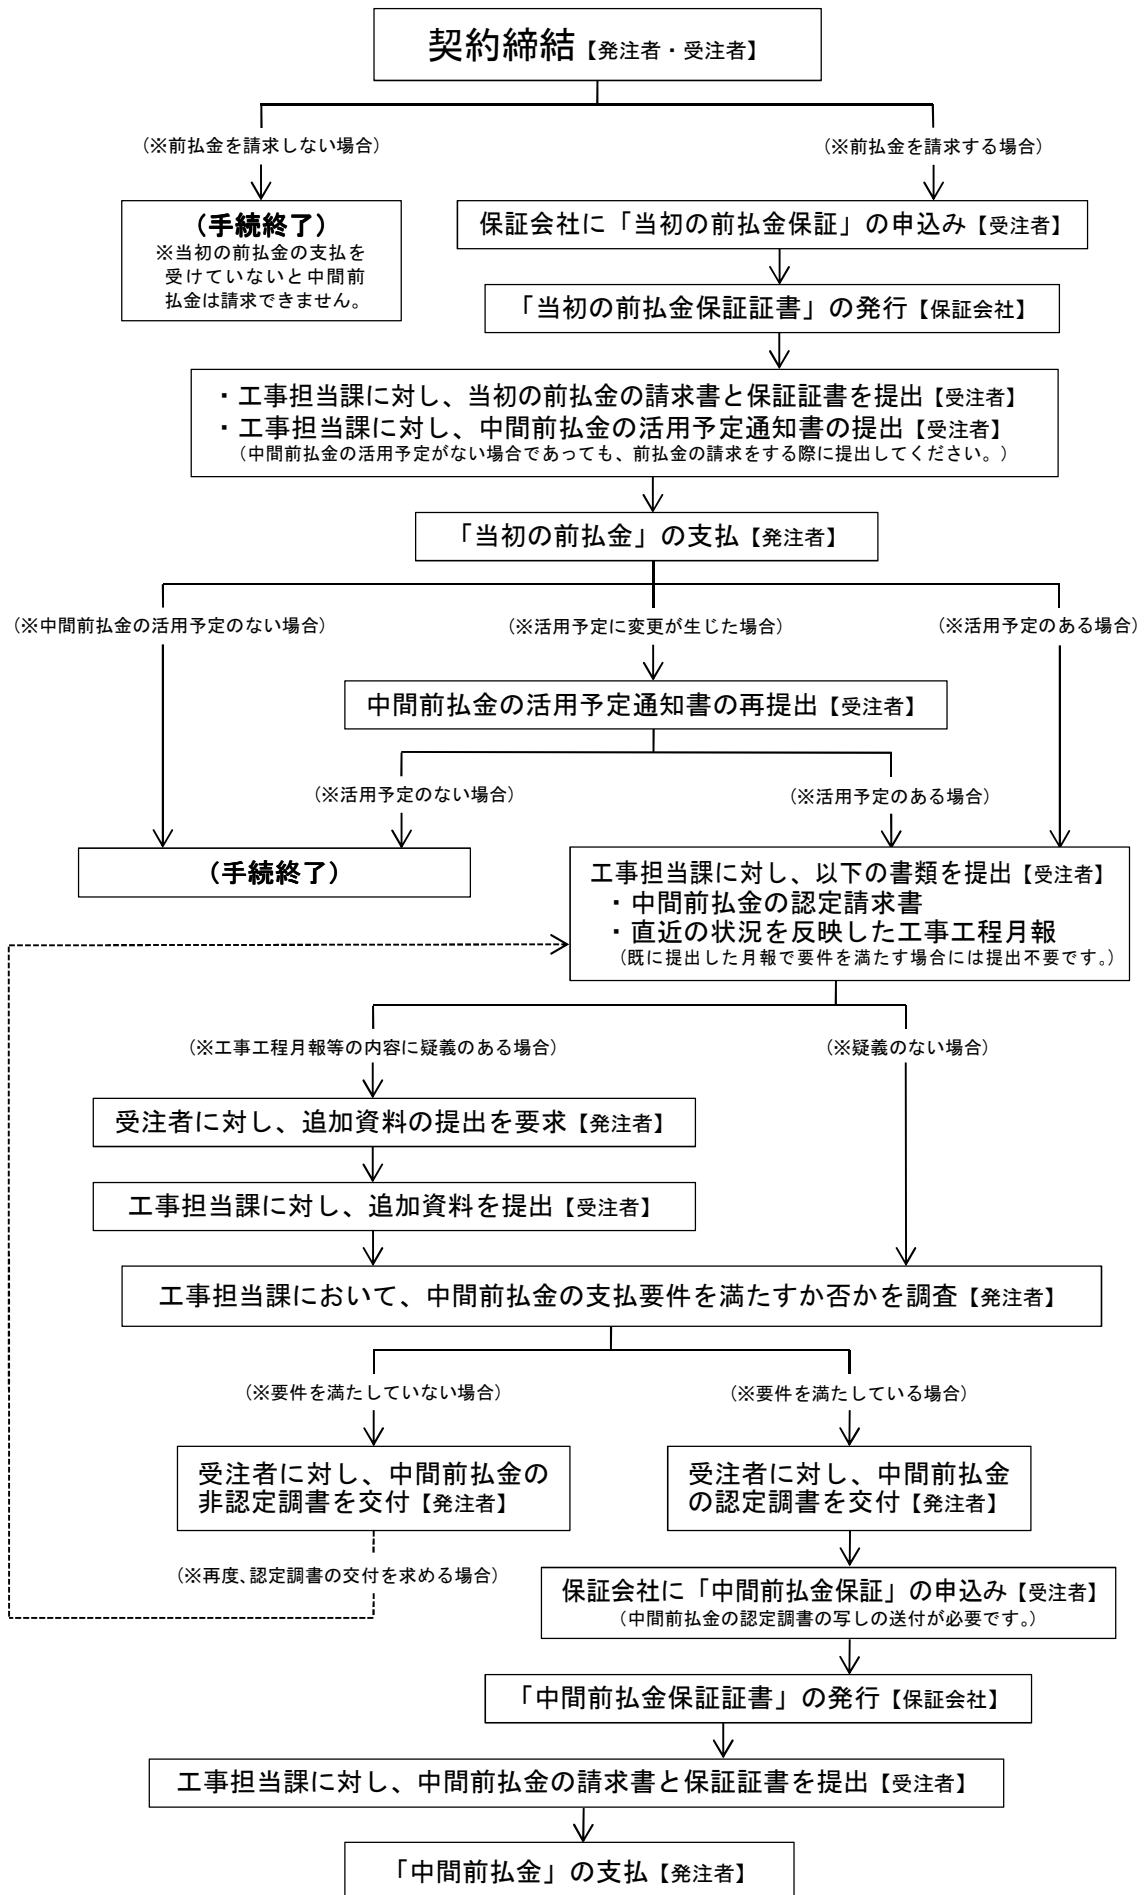 契約締結【発注者・受注者】
(※前払金を請求しない場合)
(※前払金を請求する場合)
(手続終了)
※当初の前払金の支払を
受けていないと中間前
払金は請求できません。
保証会社に「当初の前払金保証」の申込み【受注者】
「当初の前払金保証証書」の発行【保証会社】
・工事担当課に対し、当初の前払金の請求書と保証証書を提出【受注者】
・工事担当課に対し、中間前払金の活用予定通知書の提出【受注者】
(中間前払金の活用予定がない場合であっても、前払金の請求をする際に提出してください。)
「当初の前払金」の支払【発注者】
(※中間前払金の活用予定のない場合)
(※活用予定に変更が生じた場合)
(※活用予定のある場合)
中間前払金の活用予定通知書の再提出【受注者】
(※活用予定のない場合)
(※活用予定のある場合)
(手続終了)
工事担当課に対し、以下の書類を提出【受注者】
・中間前払金の認定請求書
・直近の状況を反映した工事工程月報
(既に提出した月報で要件を満たす場合には提出不要です。)
(※工事工程月報等の内容に疑義のある場合)
(※疑義のない場合)
受注者に対し、追加資料の提出を要求【発注者】
工事担当課に対し、追加資料を提出【受注者】
工事担当課において、中間前払金の支払要件を満たすか否かを調査【発注者】
(※要件を満たしていない場合)
(※要件を満たしている場合)
受注者に対し、中間前払金の
非認定調書を交付【発注者】
受注者に対し、中間前払金
の認定調書を交付【発注者】
(※再度、認定調書の交付を求める場合)
保証会社に「中間前払金保証」の申込み【受注者】
(中間前払金の認定調書の写しの送付が必要です。)
「中間前払金保証証書」の発行【保証会社】
工事担当課に対し、中間前払金の請求書と保証証書を提出【受注者】
「中間前払金」の支払【発注者】